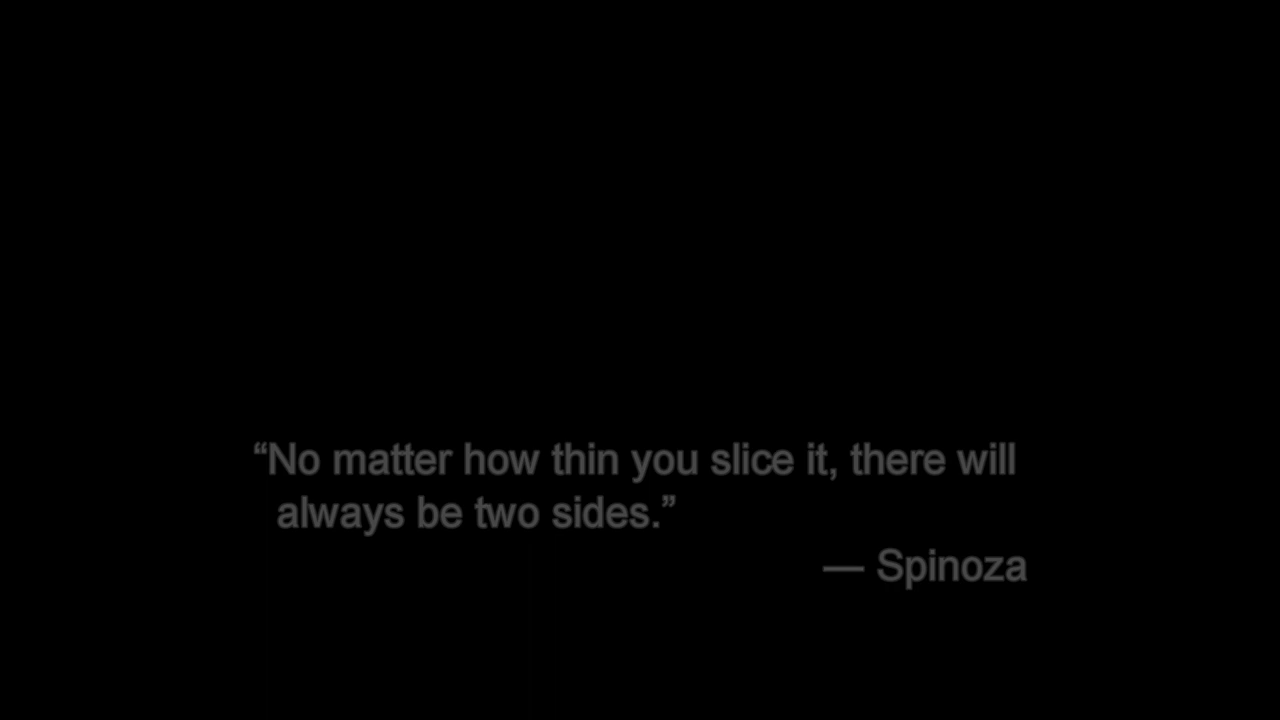 “No matter how thin you slice it, there will
always be two sides.”
— Spinoza